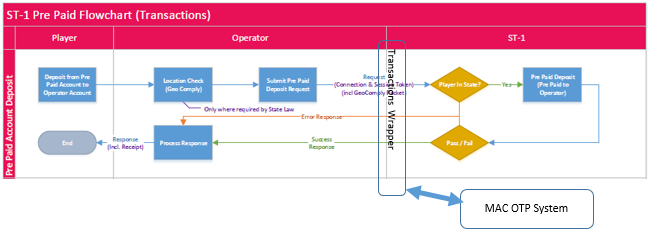 ST-1 Pre Paid Flowchart (Transactions)
Player
Operator
ST-1
Pre Paid Account Deposit
Deposit from Pre
Paid Account to
Operator Account
Location Check
(Geo Comply)
Submit Pre Paid
Deposit Request
Request
(Connection & Session Token)
(incl GeoComply Packet
Transactions Wrapper
Player In State?
Yes
Pre Paid Deposit
(Pre Paid to
Operator)
Only where required by State Law
Error Response
End
Response
(Incl. Receipt)
Process Response
Success
Response
Pass / Fail
MAC OTP System